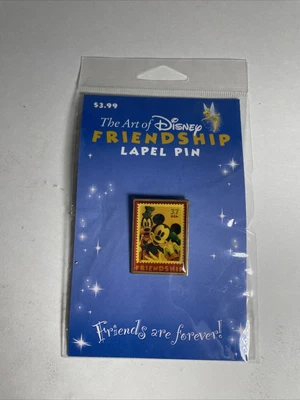 $3.99
The Art of Disney
FRIENDSHIP
LAPEL PIN
37
FRIENDSHIP
Friends are forever!